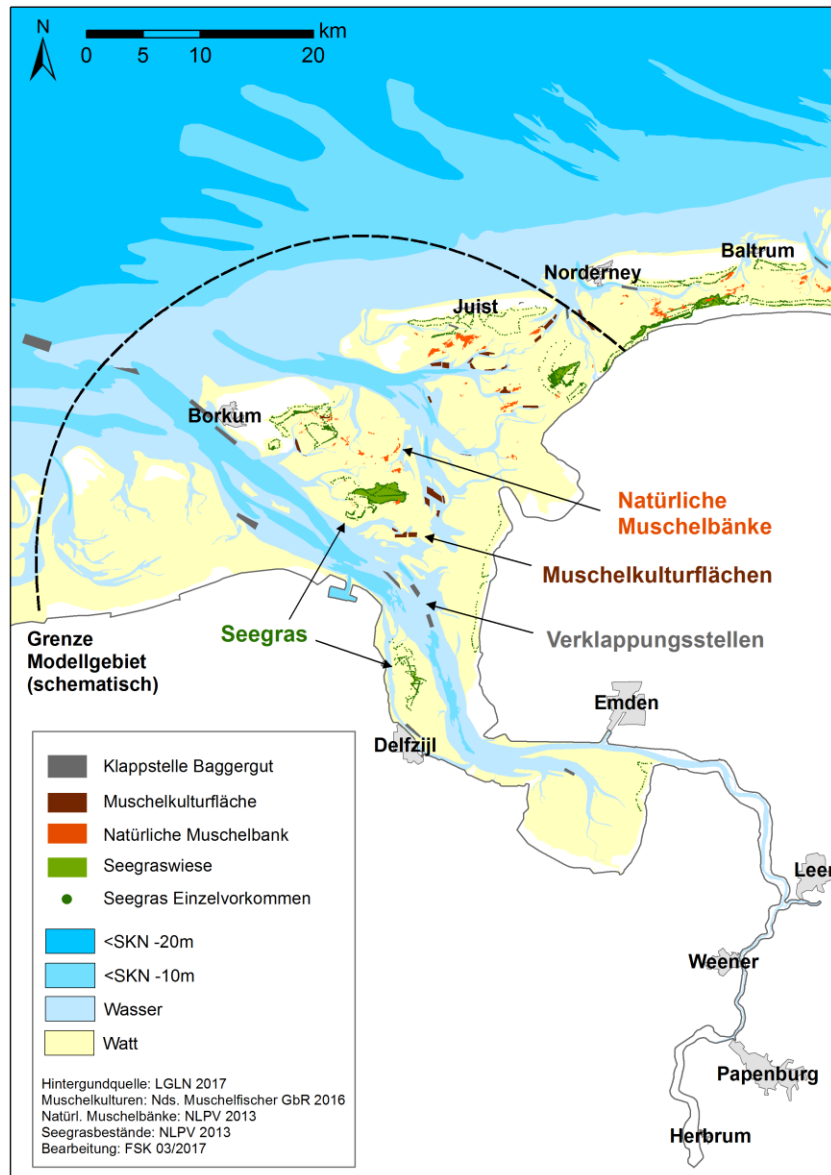 N
km
0 5 10 20
Baltrum
Norderney
Juist
Borkum
Natürliche
Muschelbänke
Muschelkulturflächen
Seegras
Verklappungsstellen
Grenze
Modellgebiet
(schematisch)
Emden
Delfzijl
Leer
Weener
Papenburg
Herbrum
Klappstelle Baggergut
Muschelkulturfläche
Natürliche Muschelbank
Seegraswiese
Seegras Einzelvorkommen
<SKN -20m
<SKN -10m
Wasser
Watt
Hintergundquelle: LGLN 2017
Muschelkulturen: Nds. Muschelfischer GbR 2016
Natürl. Muschelbänke: NLPV 2013
Seegrasbestände: NLPV 2013
Bearbeitung: FSK 03/2017